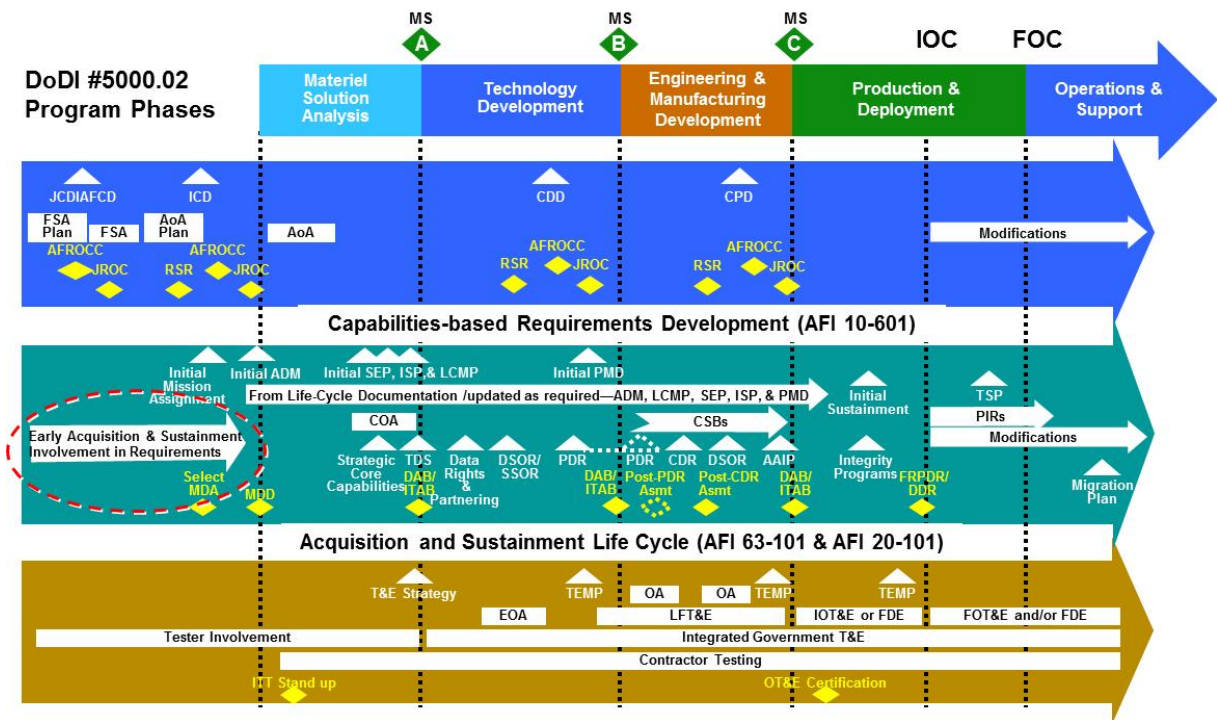 MS
MS
MS
A
B
C
IOC
FOC
DoDI #5000.02
Program Phases
Materiel
Solution
Analysis
Technology
Development
Engineering &
Manufacturing
Development
Production &
Deployment
Operations &
Support
JCDIAFCD
ICD
CDD
CPD
FSA
Plan
FSA
AoA
Plan
AoA
Modifications
AFROCC
JROC
RSR
AFROCC
JROC
RSR
AFROCC
JROC
RSR
AFROCC
JROC
Capabilities-based Requirements Development (AFI 10-601)
Initial
Mission
Assignment
Initial ADM
Initial SEP, ISP,& LCMP
Initial PMD
From Life-Cycle Documentation /updated as required—ADM, LCMP, SEP, ISP, & PMD
Initial
Sustainment
TSP
COA
CSBs
PIRs
Early Acquisition & Sustainment
Involvement in Requirements
Modifications
Strategic
Core
Capabilities
TDS
Data
Rights
&
Partnering
DSOR/
SSOR
PDR
PDR
CDR
DSOR
AAIP
Integrity
Programs
Migration
Plan
Select
MDA
MDD
DAB/
ITAB
DAB/
ITAB
Post-PDR
Asmt
Post-CDR
Asmt
DAB/
ITAB
FRPDR/
DDR
Acquisition and Sustainment Life Cycle (AFI 63-101 & AFI 20-101)
T&E Strategy
TEMP
OA
OA
TEMP
TEMP
EOA
LFT&E
IOT&E or FDE
FOT&E and/or FDE
Tester Involvement
Integrated Government T&E
Contractor Testing
ITT Stand up
OT&E Certification